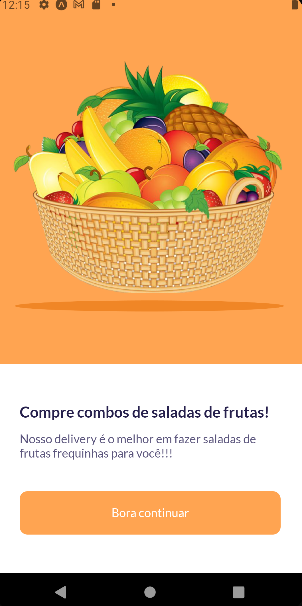 12:15
Compre combos de saladas de frutas!
Nosso delivery é o melhor em fazer saladas de
frutas frequinhas para você!!!
Bora continuar